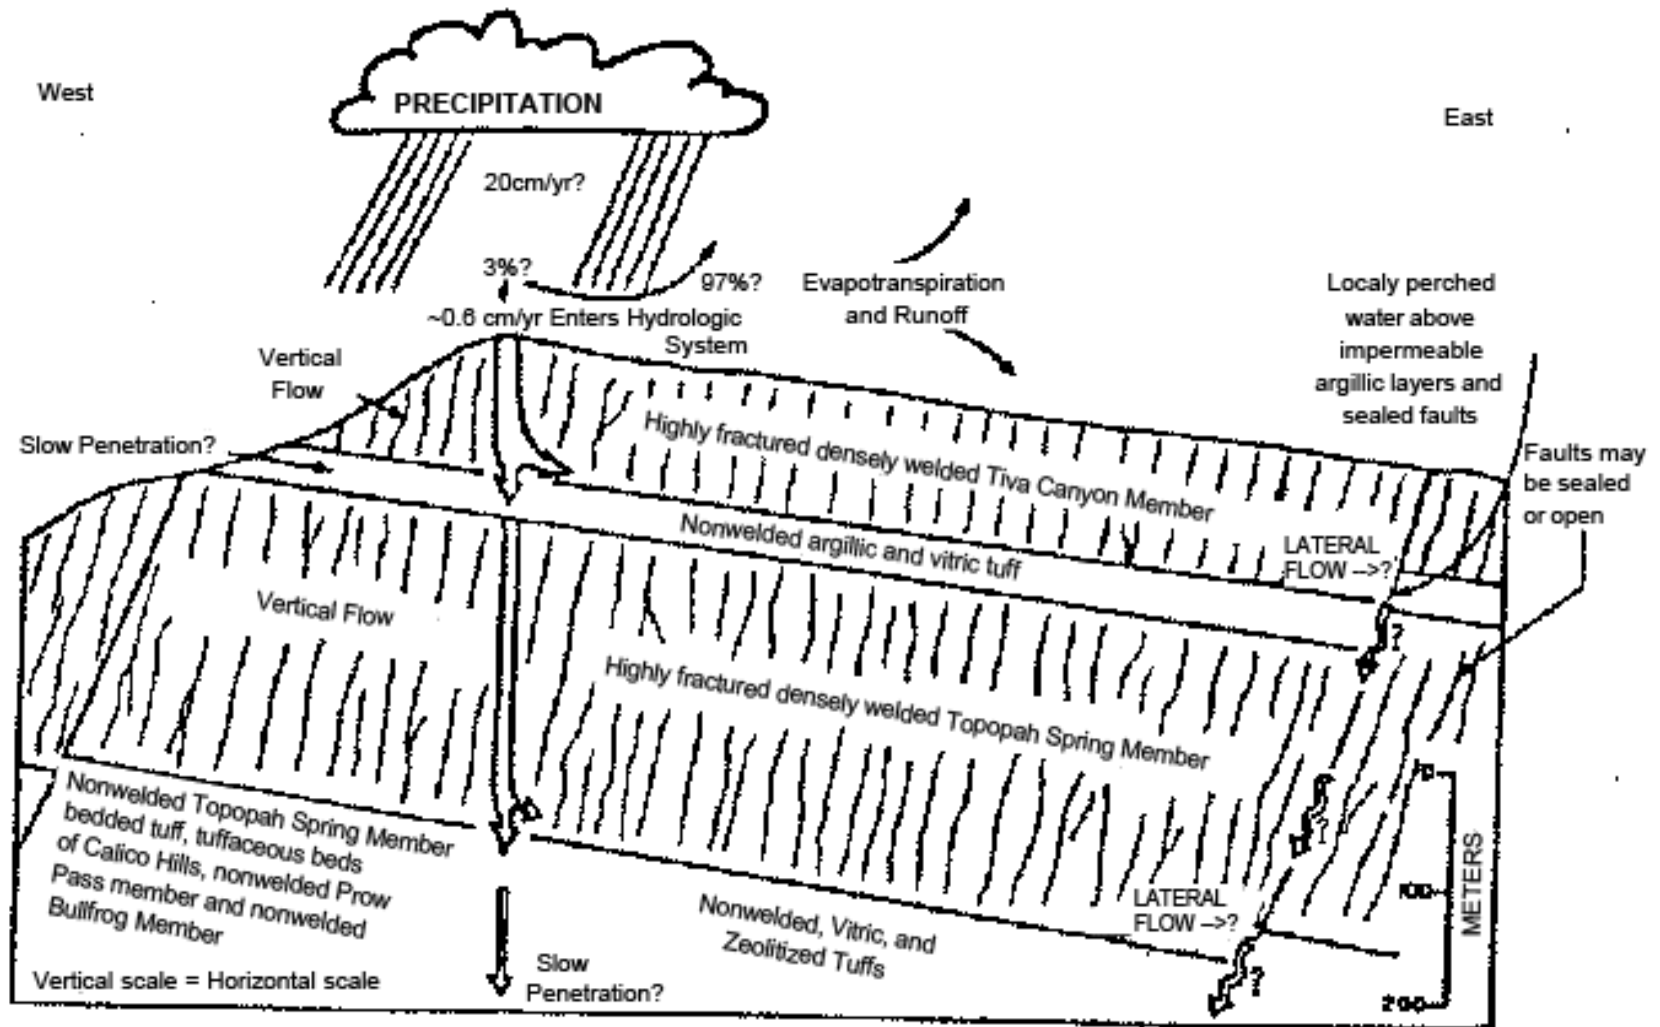 West
PRECIPITATION
East
20cm/yr?
3%?
97%?
Evapotranspiration
and Runoff
~0.6 cm/yr Enters Hydrologic
System
Localy perched
water above
impermeable
argillic layers and
sealed faults
Vertical
Flow
Slow Penetration?
Faults may
be sealed
or open
Highly fractured densely welded Tiva Canyon Member
Nonwelded argillic and vitric tuff
LATERAL
FLOW -->?
?
Vertical Flow
Highly fractured densely welded Topopah Spring Member
?
Nonwelded Topopah Spring Member
bedded tuff, tuffaceous beds
of Calico Hills, nonwelded Prow
Pass member and nonwelded
Bullfrog Member
LATERAL
FLOW -->?
?
Nonwelded, Vitric, and
Zeolitized Tuffs
0
100
200
METERS
Slow
Penetration?
Vertical scale = Horizontal scale